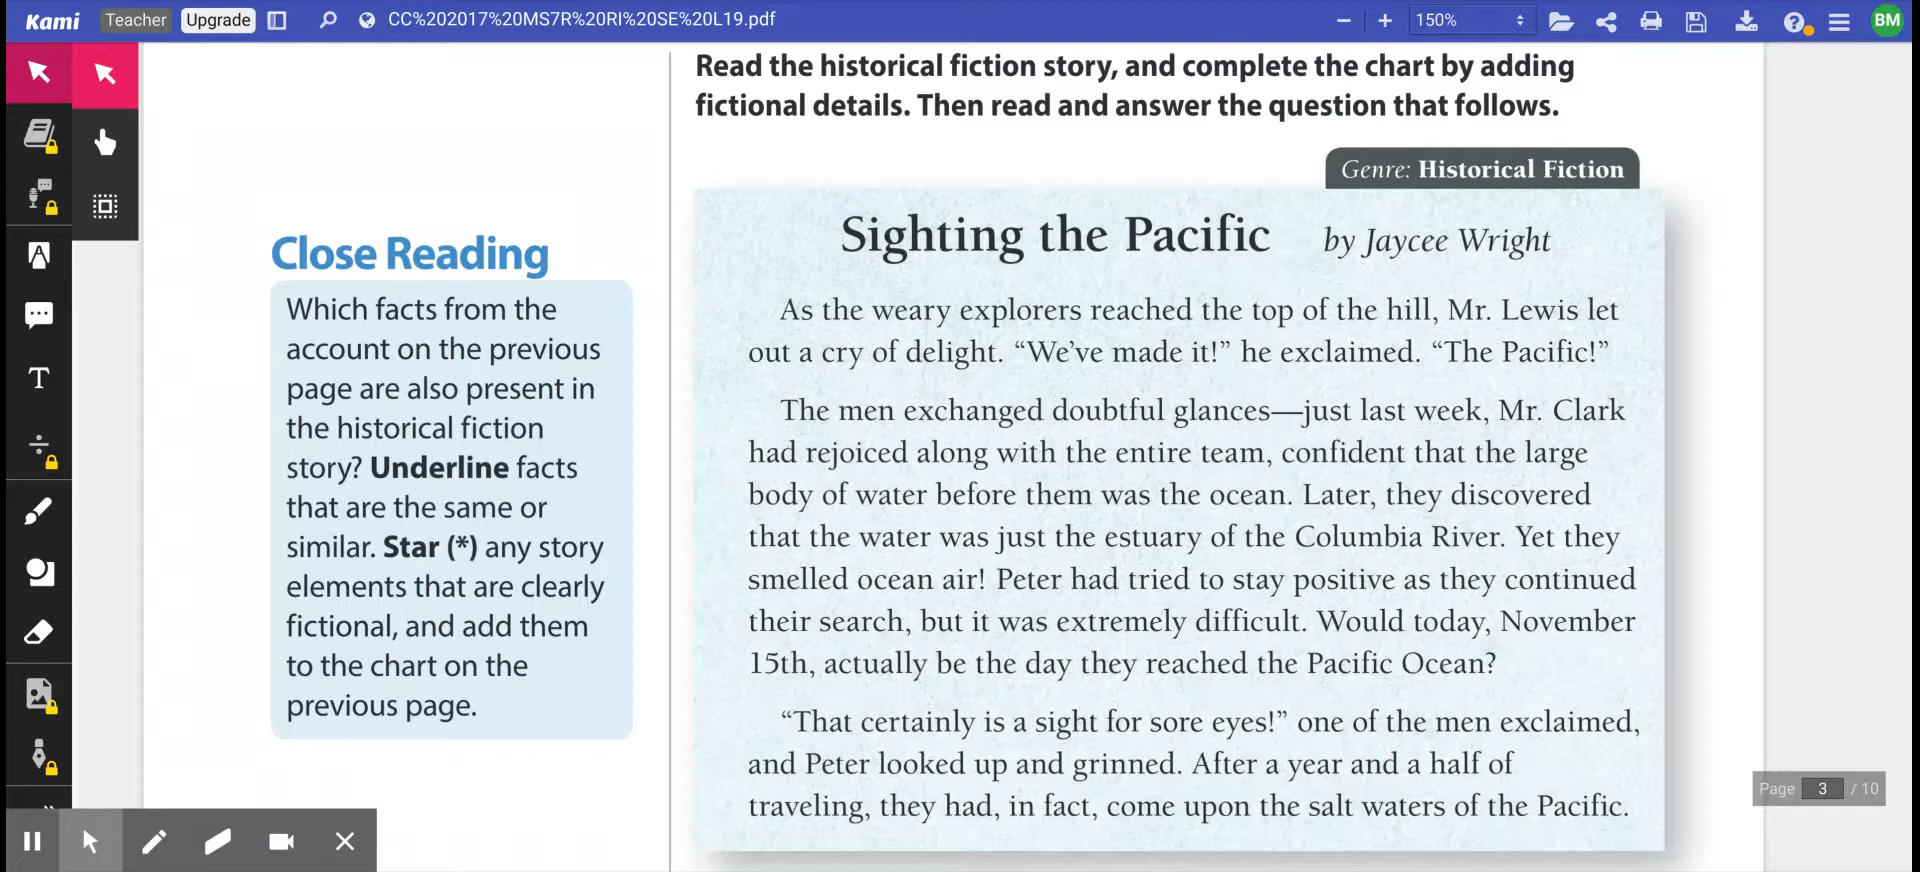 Kami Teacher Upgrade CC%202017%20MS7R%20RI%20SE%20L19.pdf 150% BM
Read the historical fiction story, and complete the chart by adding
fictional details. Then read and answer the question that follows.
Genre: Historical Fiction
Close Reading
Which facts from the
account on the previous
page are also present in
the historical fiction
story? Underline facts
that are the same or
similar. Star (*) any story
elements that are clearly
fictional, and add them
to the chart on the
previous page.
Sighting the Pacific by Jaycee Wright
As the weary explorers reached the top of the hill, Mr. Lewis let
out a cry of delight. “We’ve made it!” he exclaimed. “The Pacific!”
The men exchanged doubtful glances—just last week, Mr. Clark
had rejoiced along with the entire team, confident that the large
body of water before them was the ocean. Later, they discovered
that the water was just the estuary of the Columbia River. Yet they
smelled ocean air! Peter had tried to stay positive as they continued
their search, but it was extremely difficult. Would today, November
15th, actually be the day they reached the Pacific Ocean?
“That certainly is a sight for sore eyes!” one of the men exclaimed,
and Peter looked up and grinned. After a year and a half of
traveling, they had, in fact, come upon the salt waters of the Pacific.
Page 3 / 10